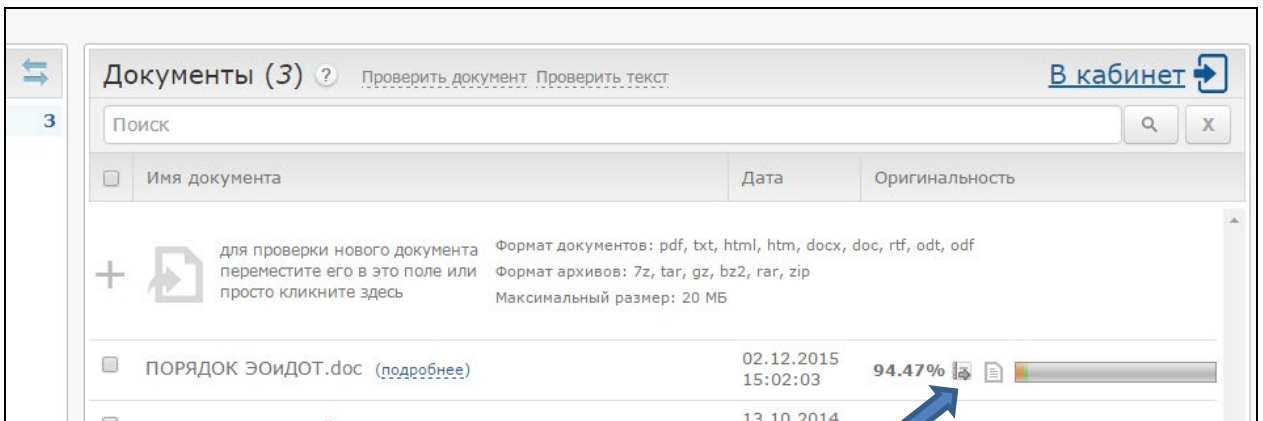 Документы (3) ? Проверить документ Проверить текст В кабинет
3
Поиск X
Имя документа Дата Оригинальность
для проверки нового документа
переместите его в это поле или
просто кликните здесь
Формат документов: pdf, txt, html, htm, docx, doc, rtf, odt, odf
Формат архивов: 7z, tar, gz, bz2, rar, zip
Максимальный размер: 20 МБ
ПОРЯДОК ЭОиДОТ.doc (подробнее) 02.12.2015 94.47%
15:02:03
13.10.2014